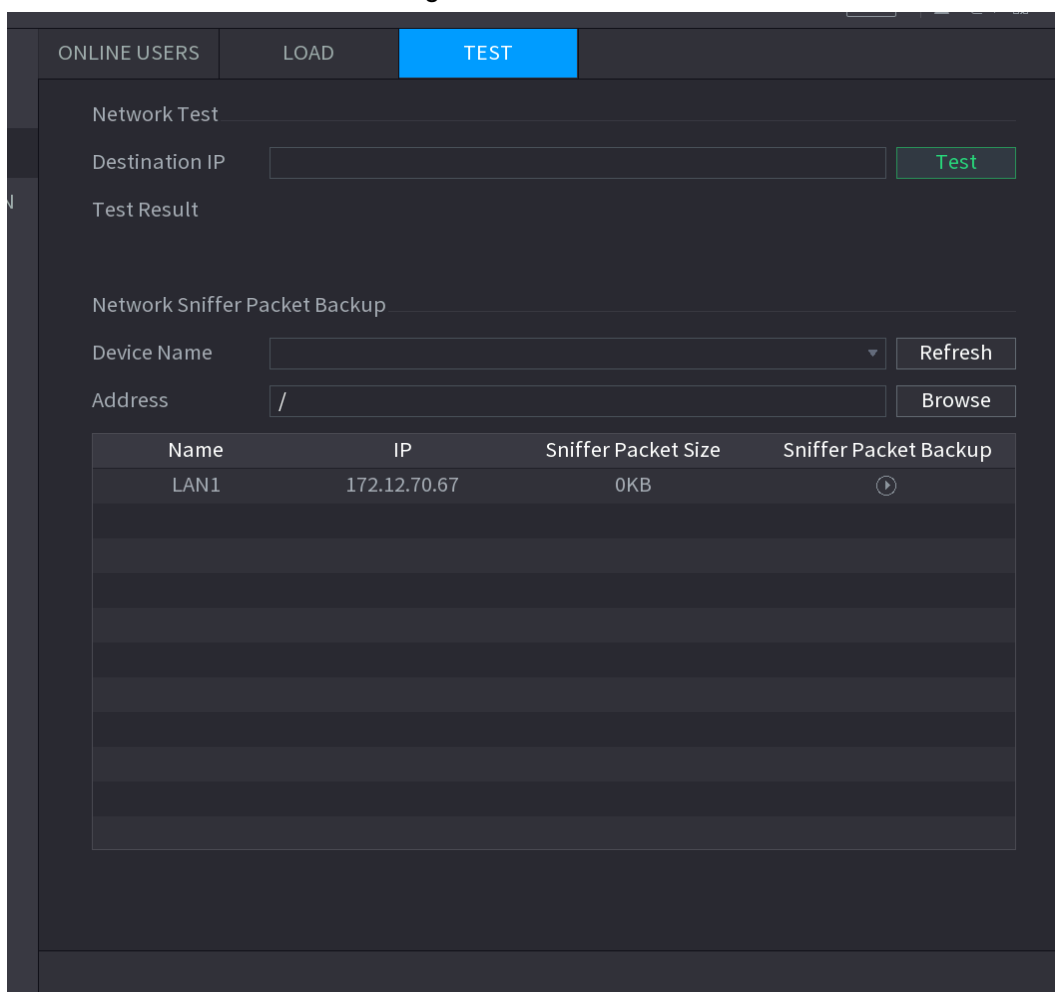 ONLINE USERS LOAD TEST
Network Test
Destination IP Test
Test Result
Network Sniffer Packet Backup
Device Name Refresh
Address / Browse
Name IP Sniffer Packet Size Sniffer Packet Backup
LAN1 172.12.70.67 0KB